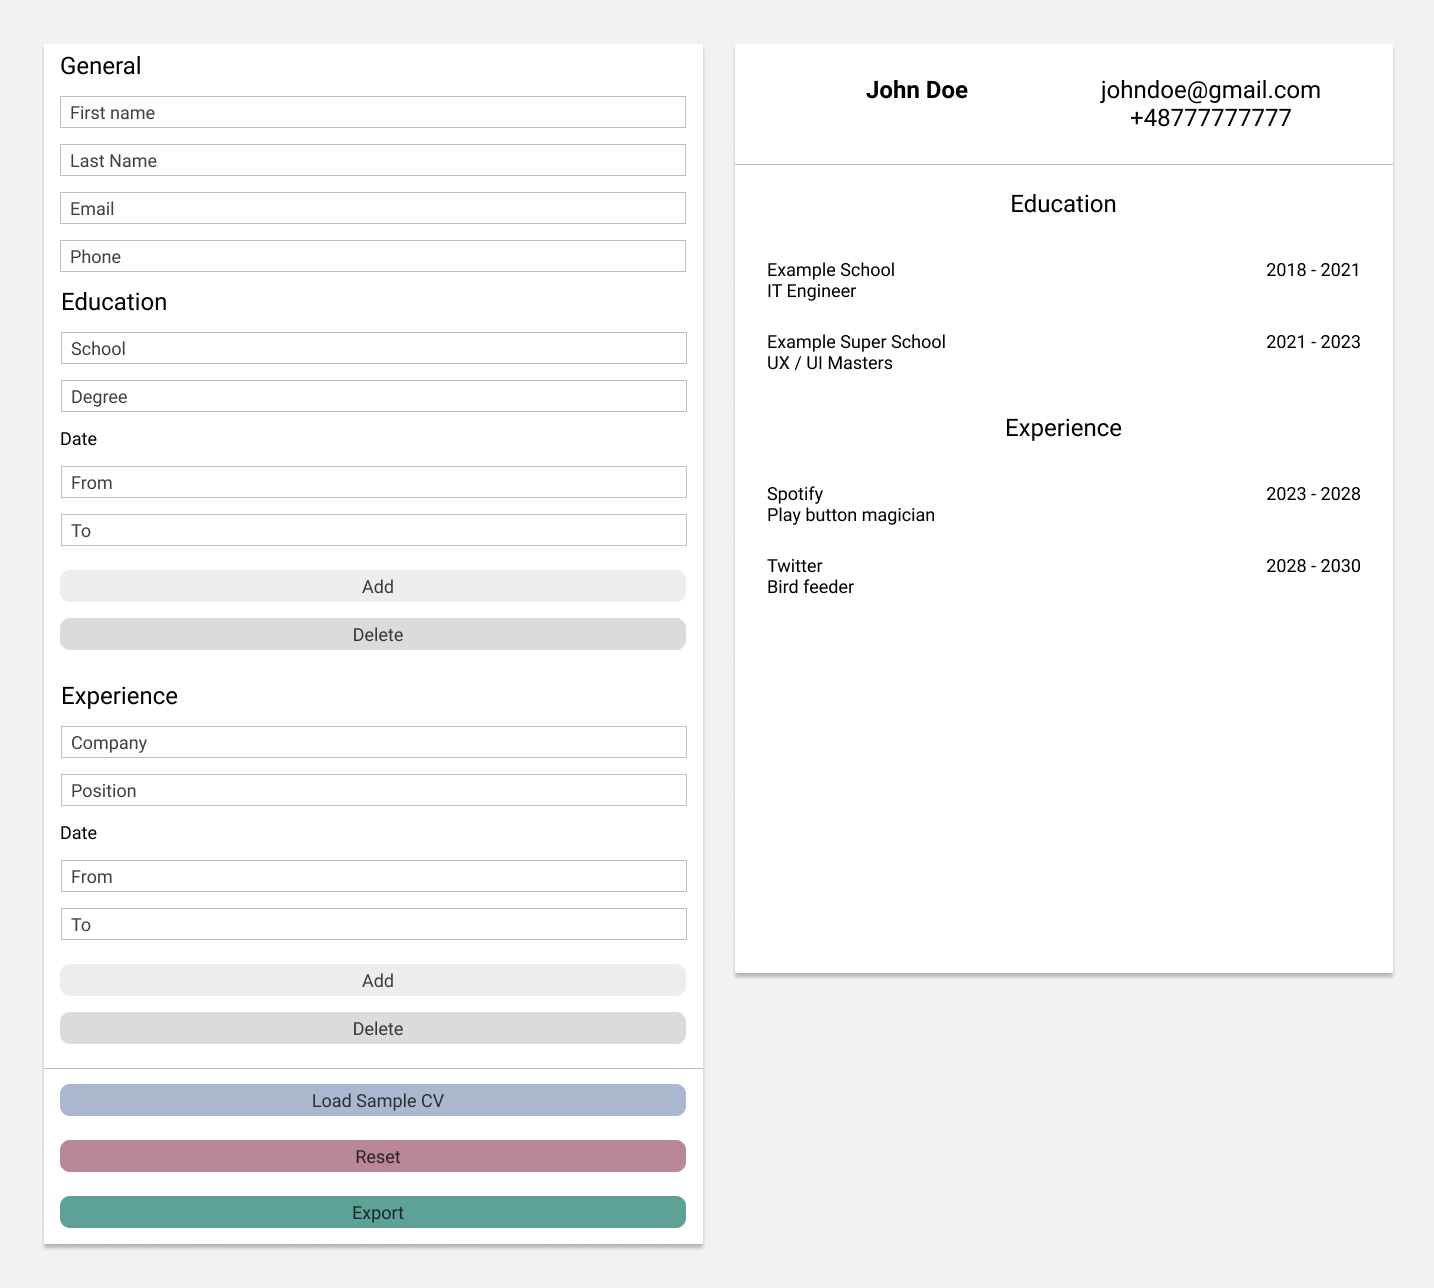 General
First name
Last Name
Email
Phone
Education
School
Degree
Date
From
To
Add
Delete
Experience
Company
Position
Date
From
To
Add
Delete
Load Sample CV
Reset
Export
John Doe
johndoe@gmail.com
+48777777777
Education
Example School 2018 - 2021
IT Engineer
Example Super School 2021 - 2023
UX / UI Masters
Experience
Spotify 2023 - 2028
Play button magician
Twitter 2028 - 2030
Bird feeder